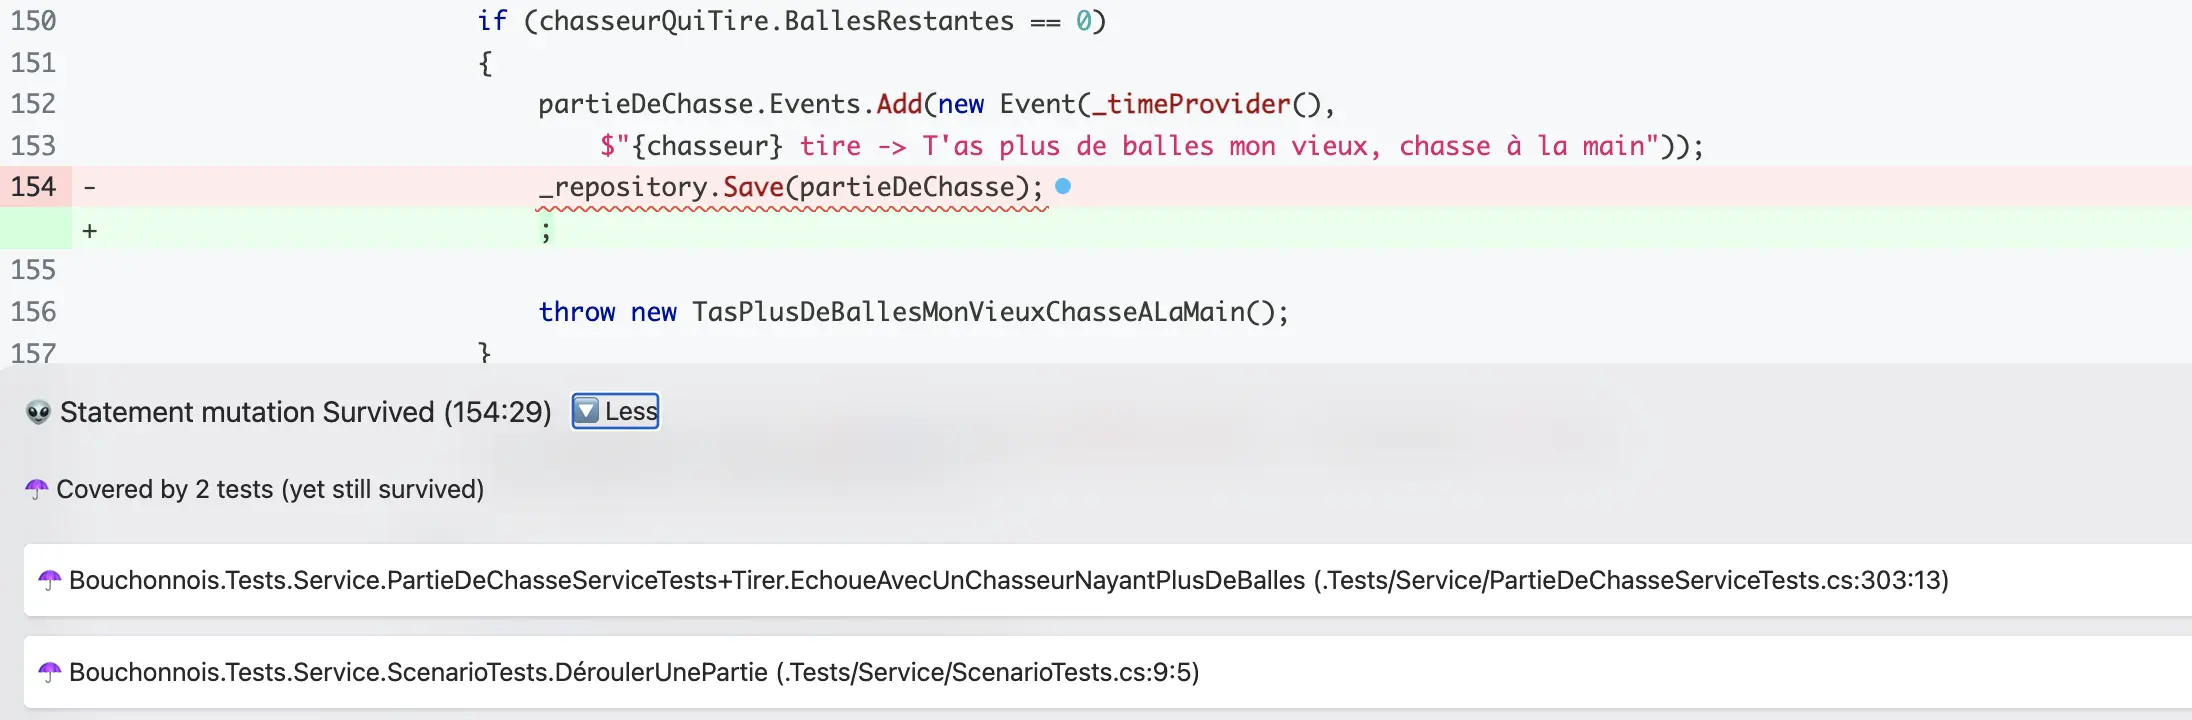 150 if (chasseurQuiTire.BallesRestantes == 0)
151 {
152 partieDeChasse.Events.Add(new Event(_timeProvider(),
153 $"{chasseur} tire -> T'as plus de balles mon vieux, chasse à la main"));
154 - _repository.Save(partieDeChasse);
+ ;
155
156 throw new TasPlusDeBallesMonVieuxChasseALaMain();
157 }
👽 Statement mutation Survived (154:29) 🔽 Less
☂️ Covered by 2 tests (yet still survived)
☂️ Bouchonnois.Tests.Service.PartieDeChasseServiceTests+Tirer.EchoueAvecUnChasseurNayantPlusDeBalles (.Tests/Service/PartieDeChasseServiceTests.cs:303:13)
☂️ Bouchonnois.Tests.Service.ScenarioTests.DéroulerUnePartie (.Tests/Service/ScenarioTests.cs:9:5)